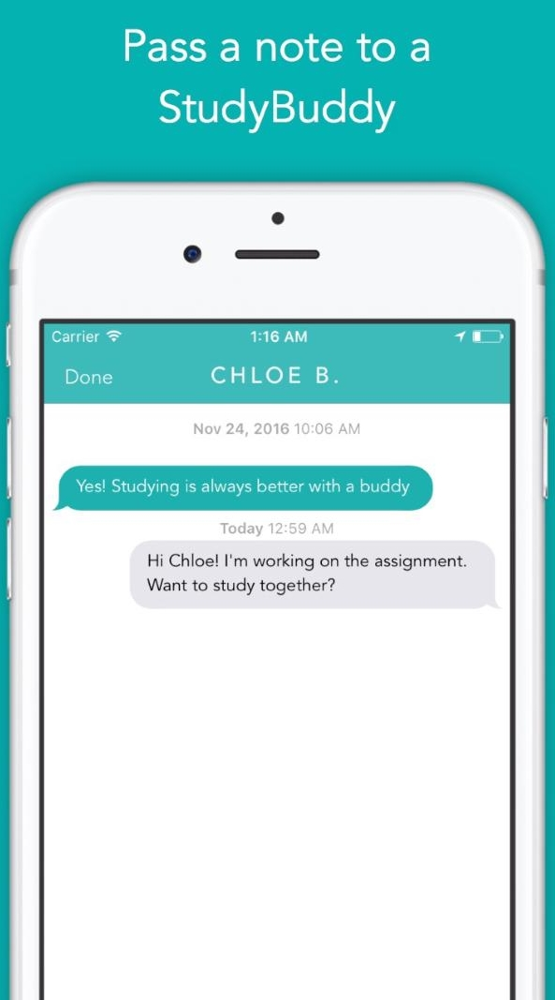 Pass a note to a
StudyBuddy
Carrier 1:16 AM
Done CHLOE B.
Nov 24, 2016 10:06 AM
Yes! Studying is always better with a buddy
Today 12:59 AM
Hi Chloe! I'm working on the assignment.
Want to study together?